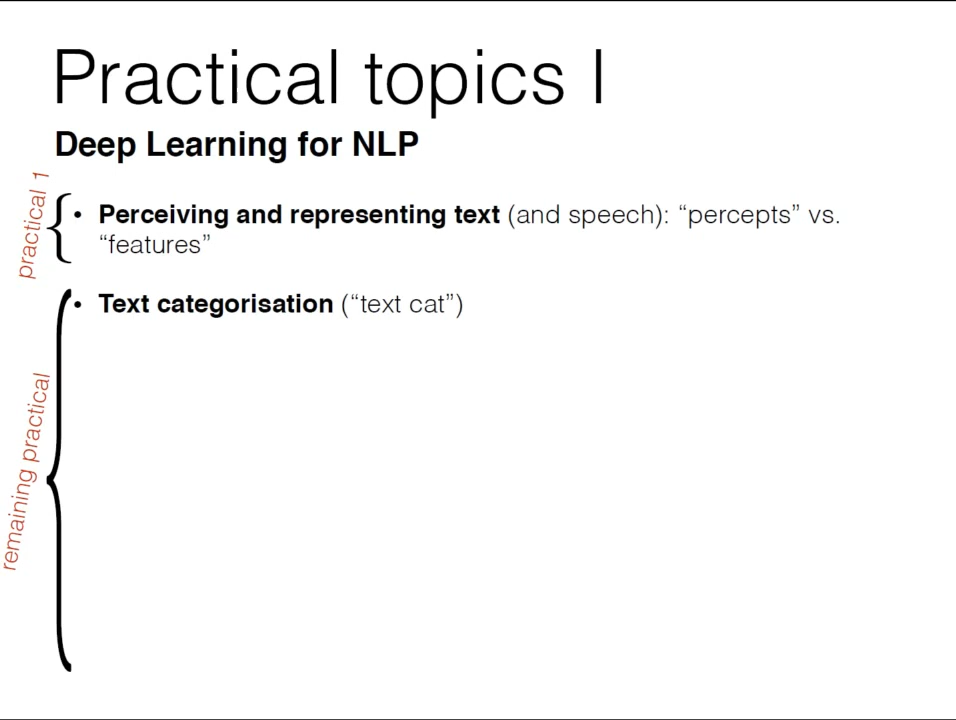 Practical topics I
Deep Learning for NLP
practical 1
• Perceiving and representing text (and speech): “percepts” vs.
“features”
• Text categorisation (“text cat”)
remaining practical